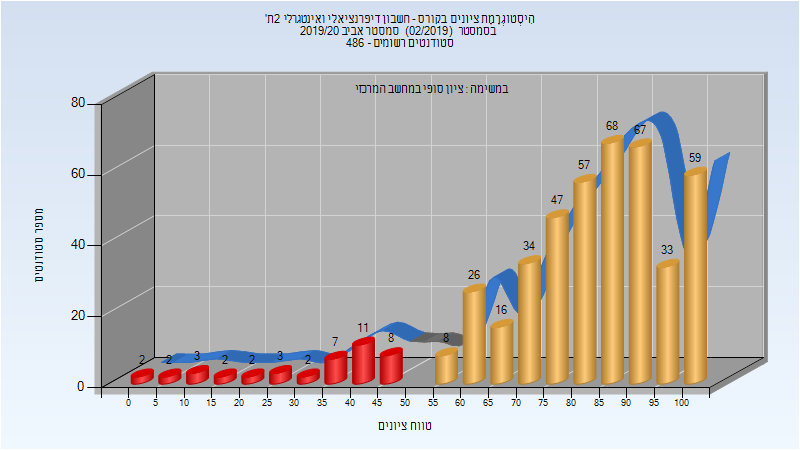 הִיסְטוֹגְרָמַת ציונים בקורס - חשבון דיפרנציאלי ואינטגרלי 2ת'
בסמסטר (02/2019) סמסטר אביב 2019/20
סטודנטים רשומים - 486
במשימה : ציון סופי במחשב המרכזי
מספר סטודנטים
80
60
40
20
0
2 2 3 2 2 3 2 7 11 8 8 26 16 34 47 57 68 67 33 59
0 5 10 15 20 25 30 35 40 45 50 55 60 65 70 75 80 85 90 95 100
טווח ציונים